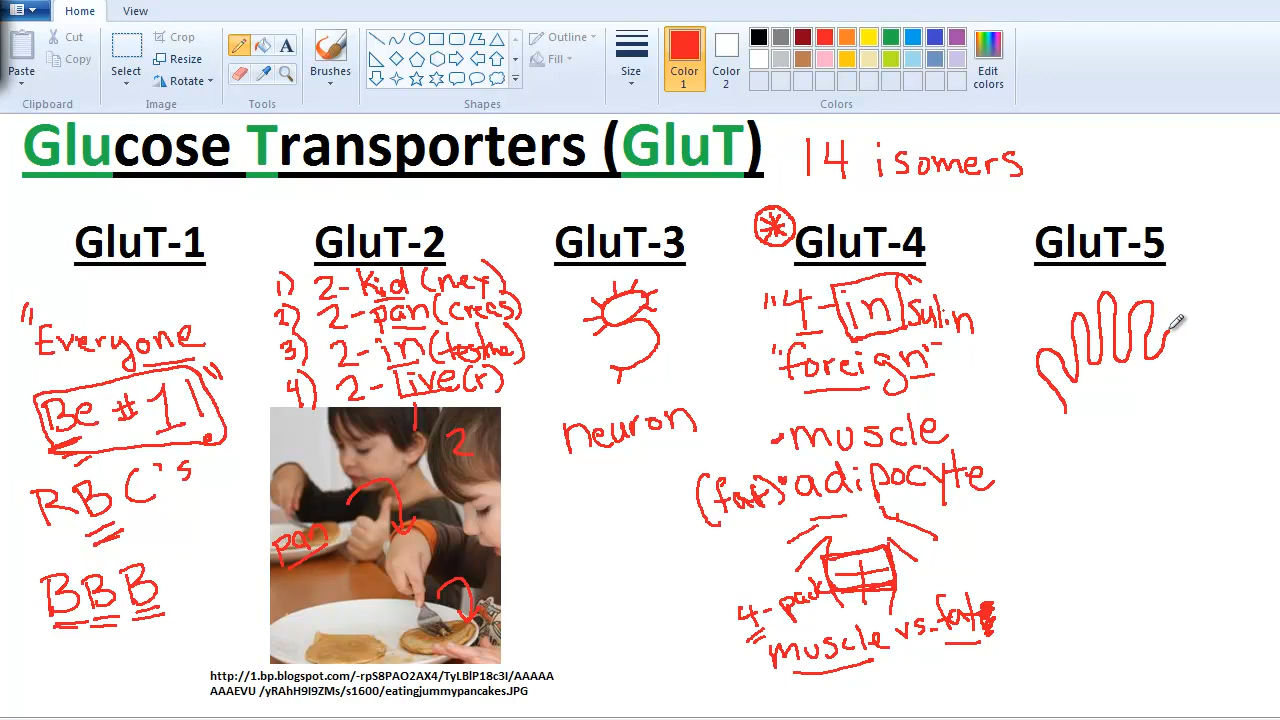 Home
View
Paste
Cut
Copy
Clipboard
Select
Crop
Resize
Rotate
Image
A
Tools
Brushes
Shapes
Outline
Fill
Size
Color 1
Color 2
Edit colors
Colors
Glucose Transporters (GluT) 14 isomers
GluT-1
"Everyone
Be #1!"
RBC's
BBB
GluT-2
1) 2-kid(ney)
2) 2-pan(creas)
3) 2-in(testine)
4) 2-live(r)
1
2
pan
http://1.bp.blogspot.com/-rpS8PAO2AX4/TyLBlP18c3I/AAAAA
AAAEVU /yRAhH9I9ZMs/s1600/eatingjummypancakes.JPG
GluT-3
neuron
GluT-4
"4-in sulin
"foreign"
• muscle
(fat) • adipocyte
4-pack
muscle vs. fat
GluT-5